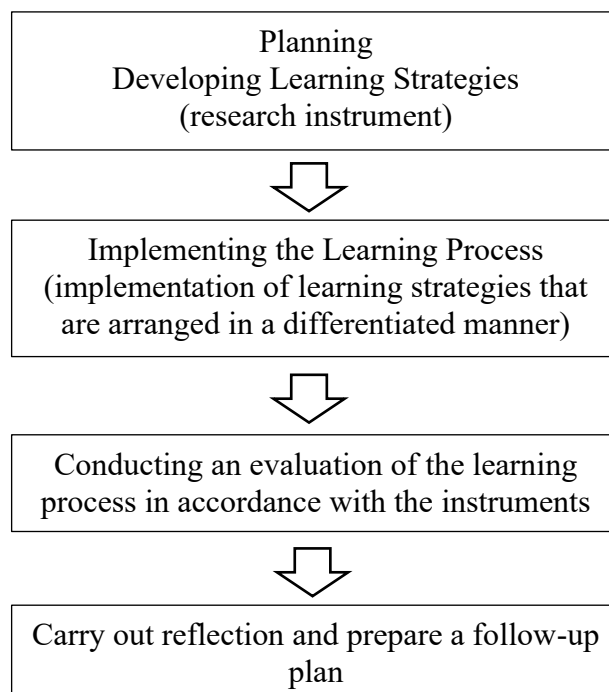 Planning
Developing Learning Strategies
(research instrument)
Implementing the Learning Process
(implementation of learning strategies that
are arranged in a differentiated manner)
Conducting an evaluation of the learning
process in accordance with the instruments
Carry out reflection and prepare a follow-up
plan